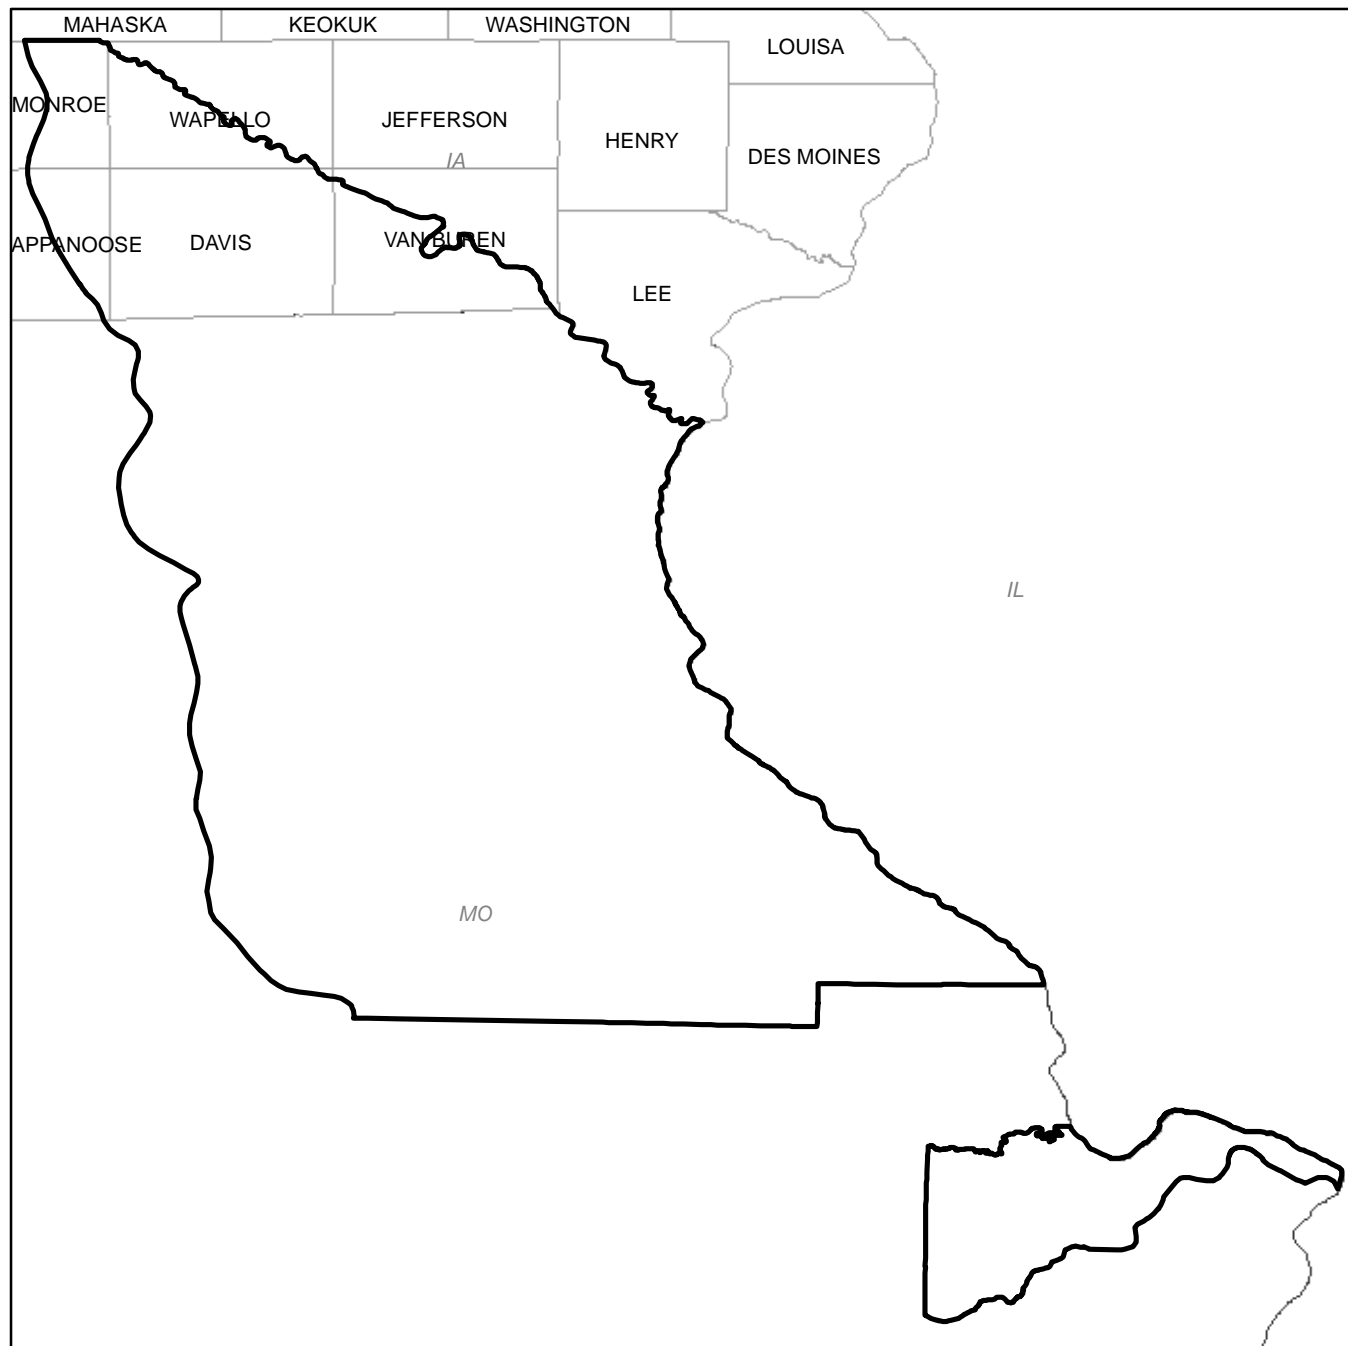 MAHASKA
KEOKUK
WASHINGTON
LOUISA
MONROE
WAPELLO
JEFFERSON
HENRY
DES MOINES
IA
APPANOOSE
DAVIS
VAN BUREN
LEE
IL
MO